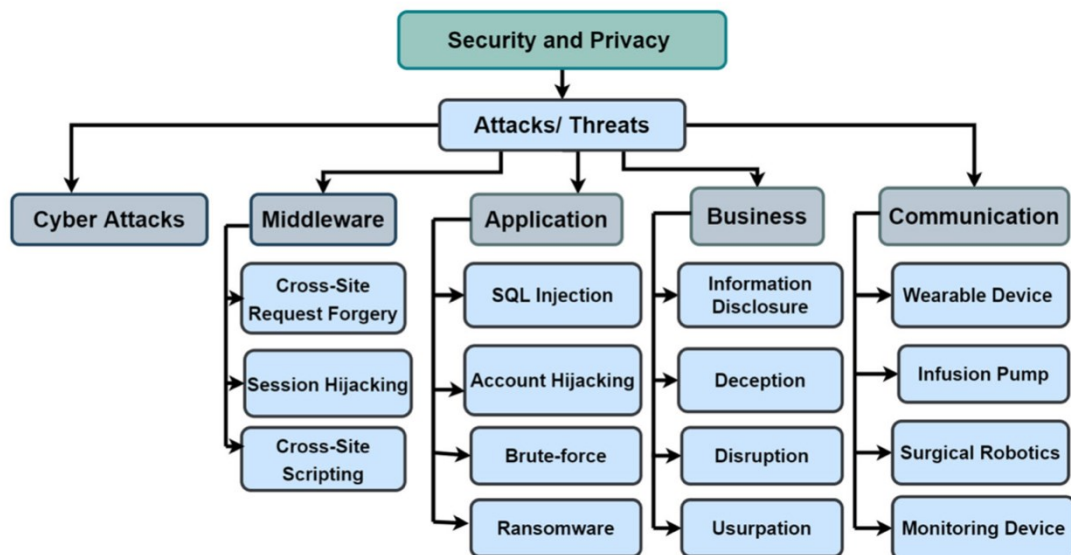 Security and Privacy
Attacks/ Threats
Cyber Attacks
Middleware
Application
Business
Communication
Cross-Site
Request Forgery
Session Hijacking
Cross-Site
Scripting
SQL Injection
Account Hijacking
Brute-force
Ransomware
Information
Disclosure
Deception
Disruption
Usurpation
Wearable Device
Infusion Pump
Surgical Robotics
Monitoring Device